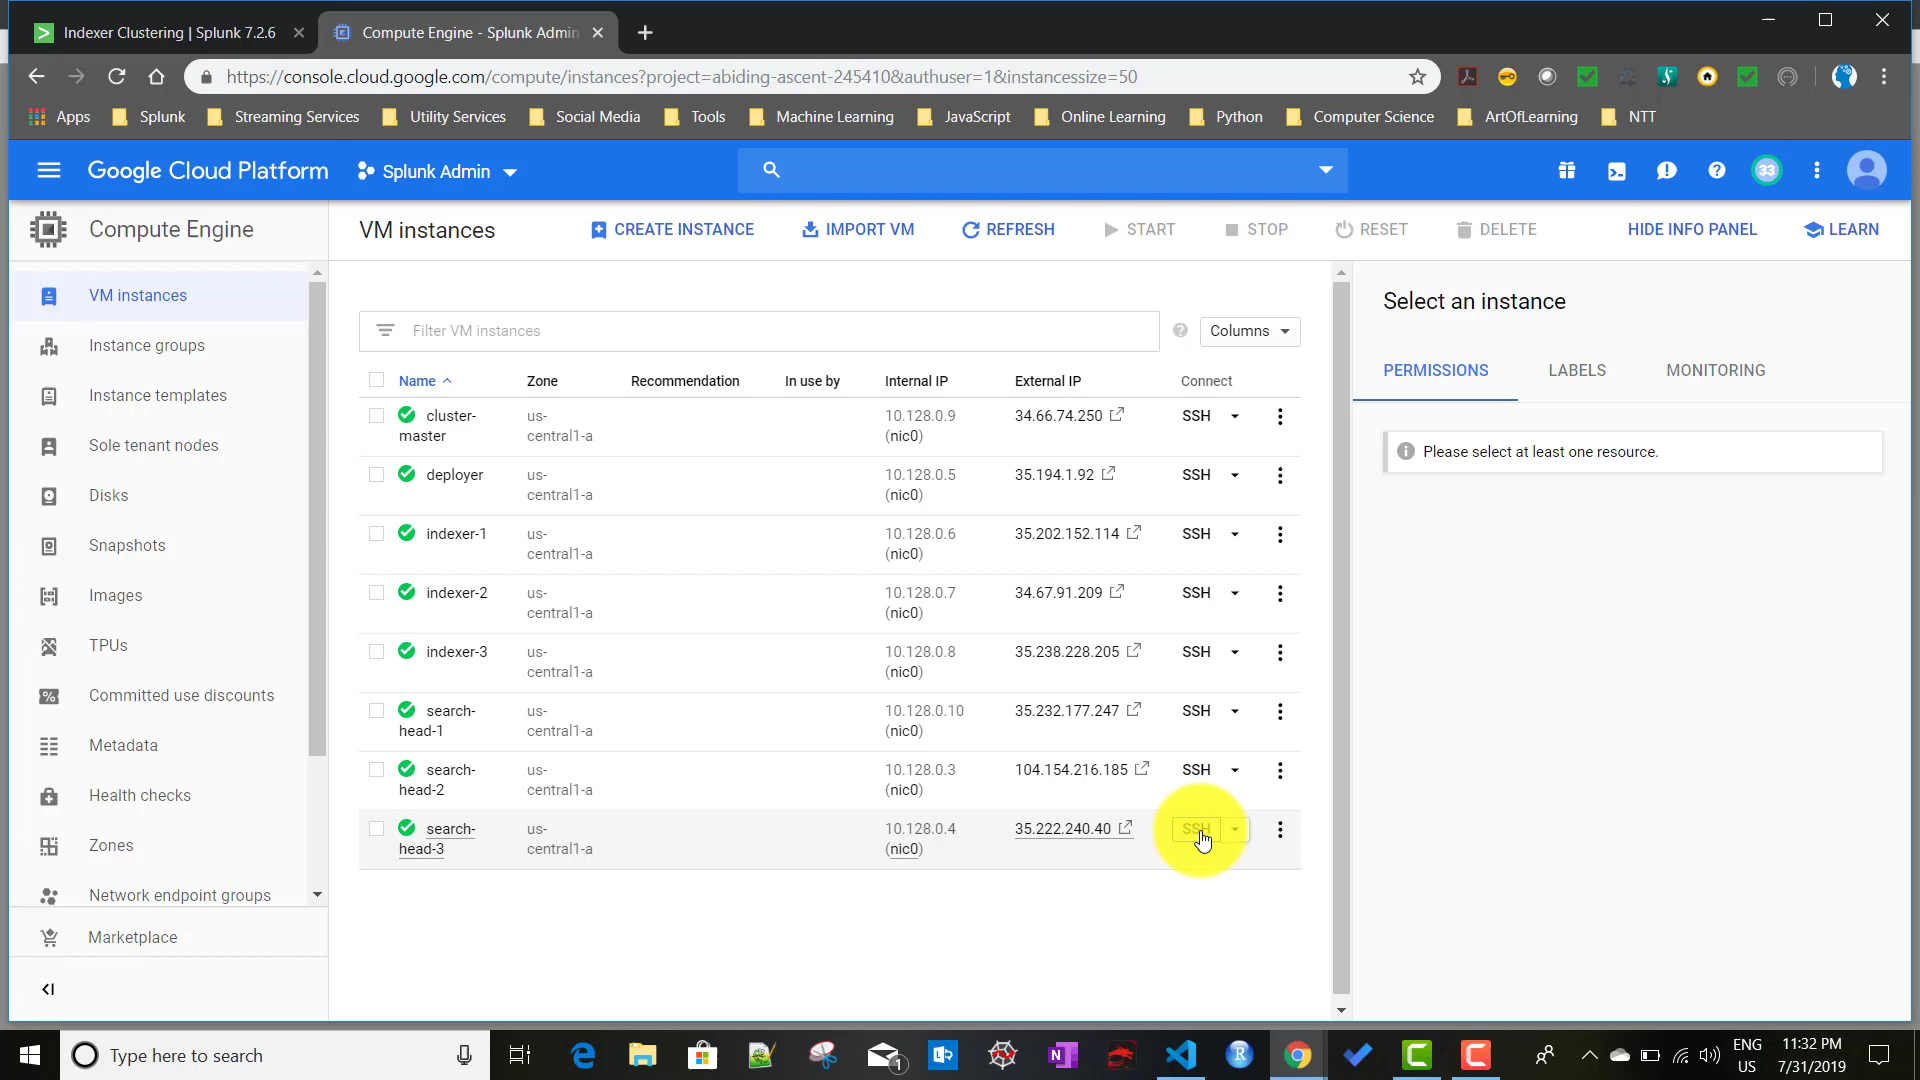 Indexer Clustering | Splunk 7.2.6
Compute Engine - Splunk Admin
https://console.cloud.google.com/compute/instances?project=abiding-ascent-245410&authuser=1&instancessize=50
Apps Splunk Streaming Services Utility Services Social Media Tools Machine Learning JavaScript Online Learning Python Computer Science ArtOfLearning NTT
Google Cloud Platform Splunk Admin 33
Compute Engine
VM instances CREATE INSTANCE IMPORT VM REFRESH START STOP RESET DELETE HIDE INFO PANEL LEARN
VM instances
Instance groups
Instance templates
Sole tenant nodes
Disks
Snapshots
Images
TPUs
Committed use discounts
Metadata
Health checks
Zones
Network endpoint groups
Marketplace
Filter VM instances
Columns
Name Zone Recommendation In use by Internal IP External IP Connect
cluster- us- 10.128.0.9 34.66.74.250 SSH
master central1-a (nic0)
deployer us- 10.128.0.5 35.194.1.92 SSH
central1-a (nic0)
indexer-1 us- 10.128.0.6 35.202.152.114 SSH
central1-a (nic0)
indexer-2 us- 10.128.0.7 34.67.91.209 SSH
central1-a (nic0)
indexer-3 us- 10.128.0.8 35.238.228.205 SSH
central1-a (nic0)
search- us- 10.128.0.10 35.232.177.247 SSH
head-1 central1-a (nic0)
search- us- 10.128.0.3 104.154.216.185 SSH
head-2 central1-a (nic0)
search- us- 10.128.0.4 35.222.240.40 SSH
head-3 central1-a (nic0)
Select an instance
PERMISSIONS LABELS MONITORING
Please select at least one resource.
Type here to search
1
ENG
US
11:32 PM
7/31/2019